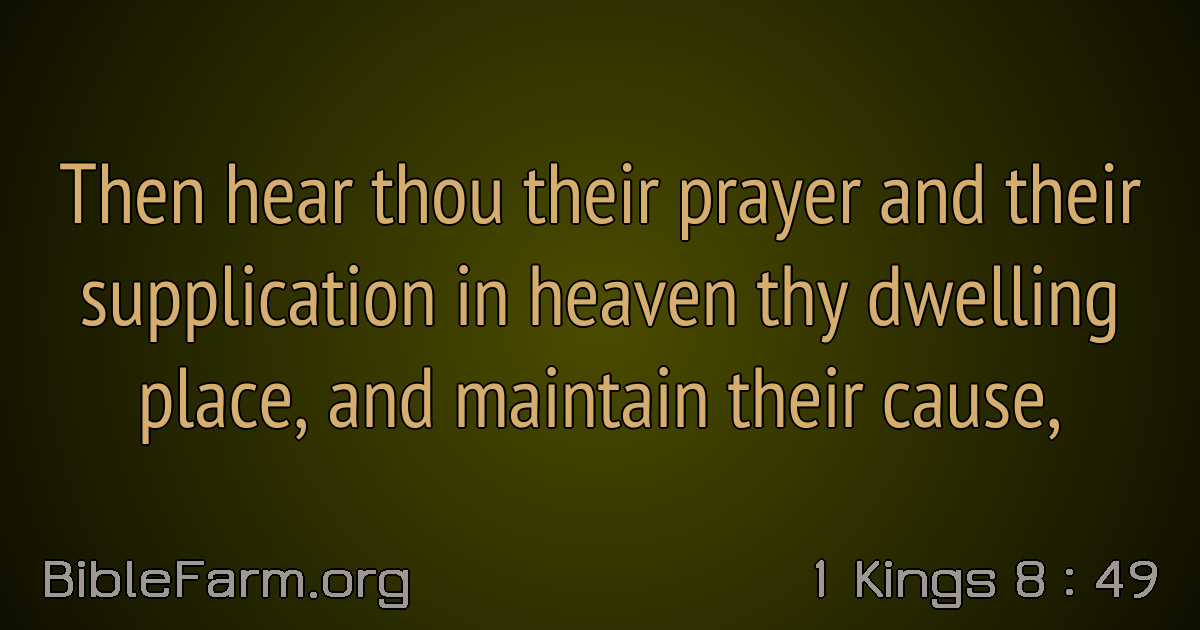 Then hear thou their prayer and their
supplication in heaven thy dwelling
place, and maintain their cause,
BibleFarm.org
1 Kings 8 : 49